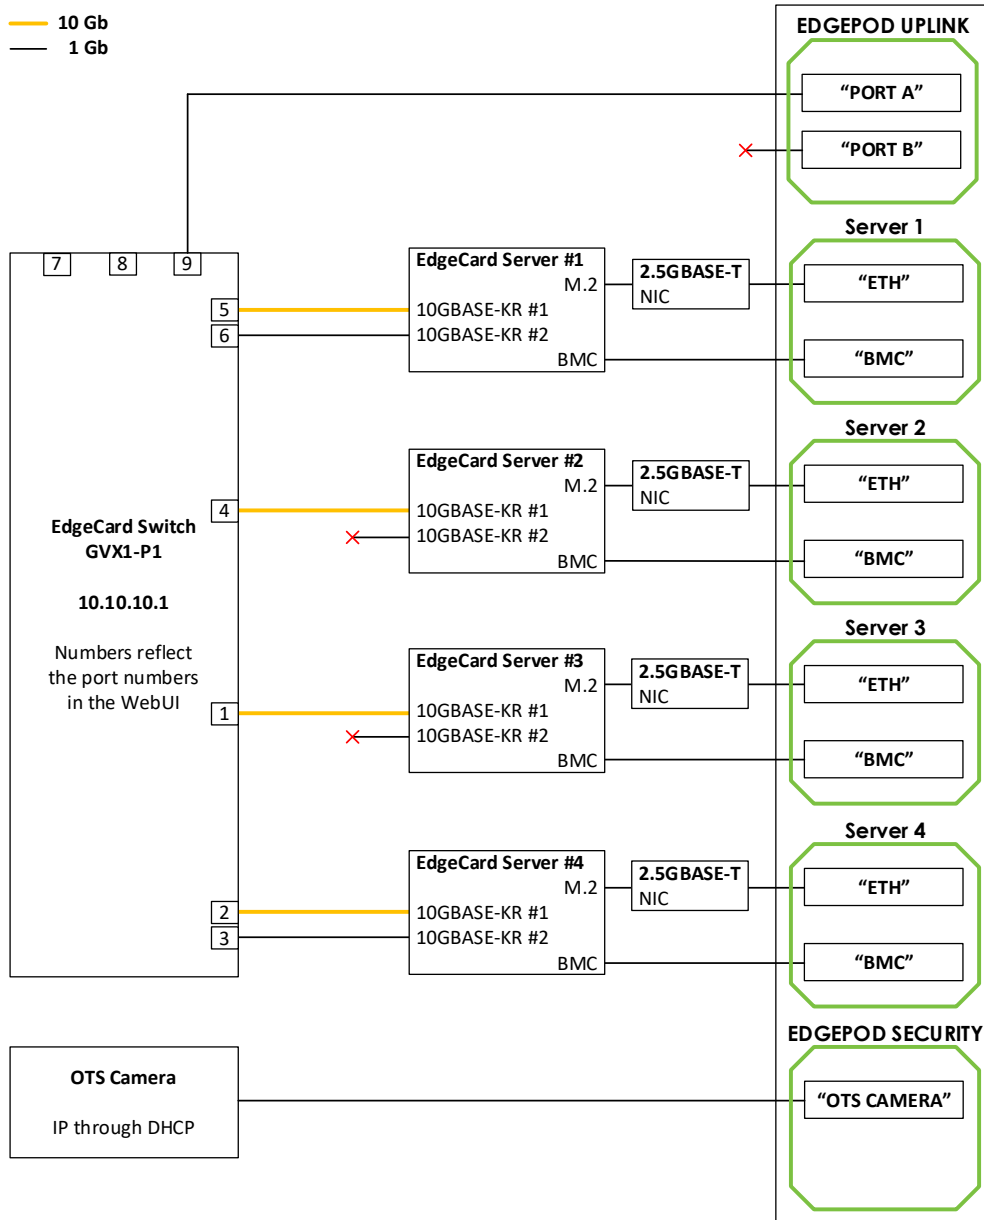 10 Gb
1 Gb
EDGEPOD UPLINK
“PORT A”
“PORT B”
7
8
9
5
6
4
1
2
3
EdgeCard Switch
GVX1-P1
10.10.10.1
Numbers reflect
the port numbers
in the WebUI
EdgeCard Server #1
M.2
10GBASE-KR #1
10GBASE-KR #2
BMC
2.5GBASE-T
NIC
Server 1
“ETH”
“BMC”
EdgeCard Server #2
M.2
10GBASE-KR #1
10GBASE-KR #2
BMC
2.5GBASE-T
NIC
Server 2
“ETH”
“BMC”
EdgeCard Server #3
M.2
10GBASE-KR #1
10GBASE-KR #2
BMC
2.5GBASE-T
NIC
Server 3
“ETH”
“BMC”
EdgeCard Server #4
M.2
10GBASE-KR #1
10GBASE-KR #2
BMC
2.5GBASE-T
NIC
Server 4
“ETH”
“BMC”
OTS Camera
IP through DHCP
EDGEPOD SECURITY
“OTS CAMERA”